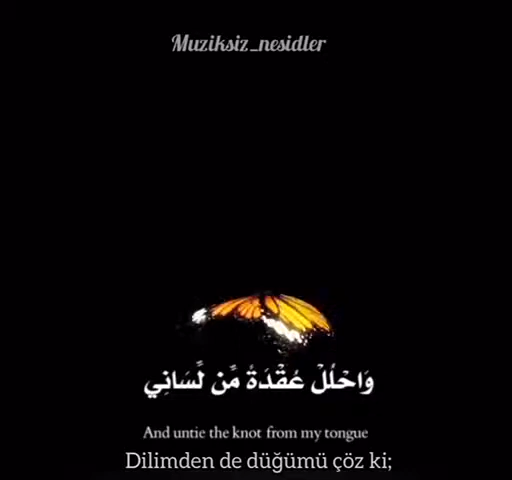 Muziksiz_nesidler
وَاحْلُلْ عُقْدَةً مِّن لِّسَانِي
And untie the knot from my tongue
Dilimden de düğümü çöz ki;